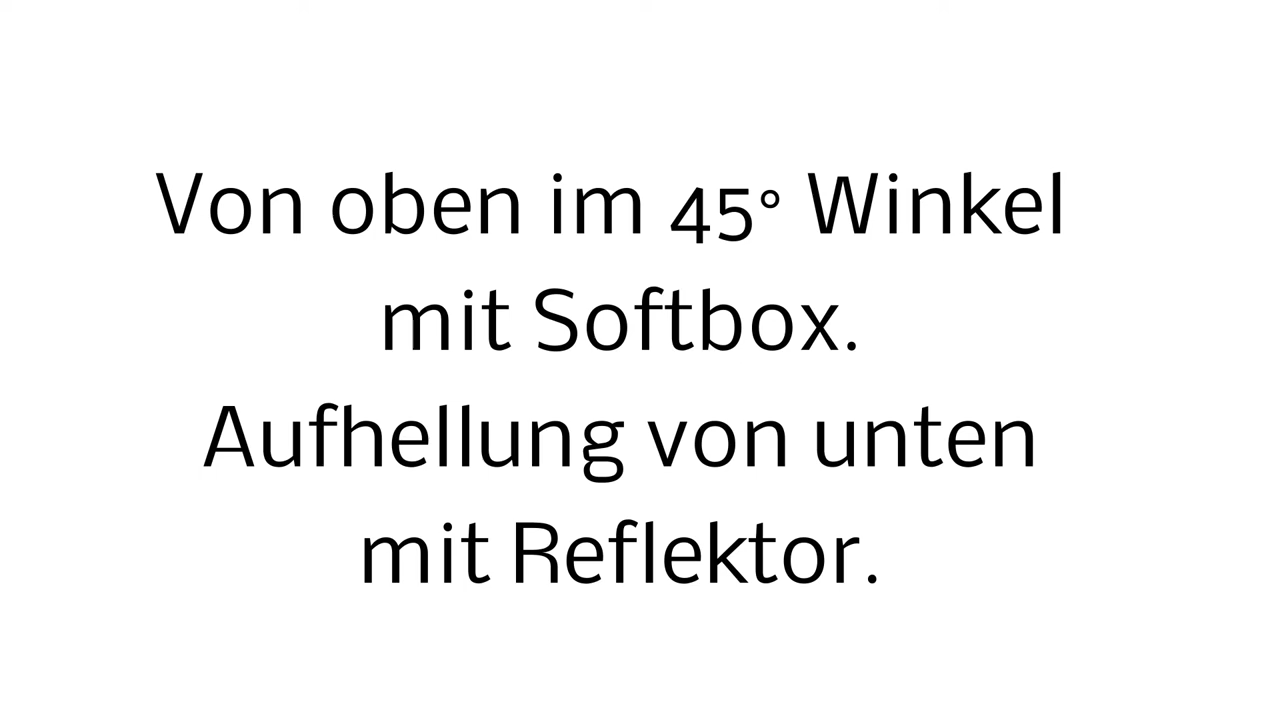 Von oben im 45° Winkel
mit Softbox.
Aufhellung von unten
mit Reflektor.